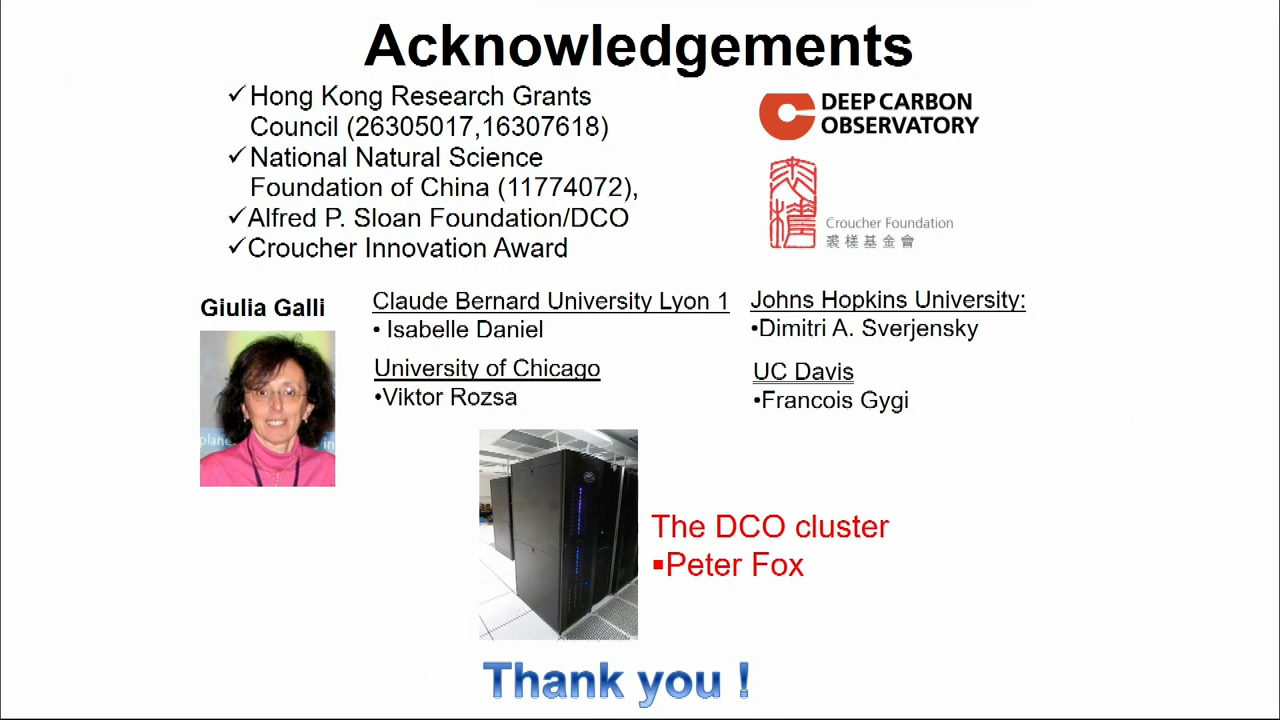 Acknowledgements
✓Hong Kong Research Grants
Council (26305017,16307618)
✓National Natural Science
Foundation of China (11774072),
✓Alfred P. Sloan Foundation/DCO
✓Croucher Innovation Award
DEEP CARBON
OBSERVATORY
Croucher Foundation
裘槎基金會
Giulia Galli
Claude Bernard University Lyon 1
• Isabelle Daniel
University of Chicago
•Viktor Rozsa
Johns Hopkins University:
•Dimitri A. Sverjensky
UC Davis
•Francois Gygi
The DCO cluster
▪Peter Fox
Thank you !